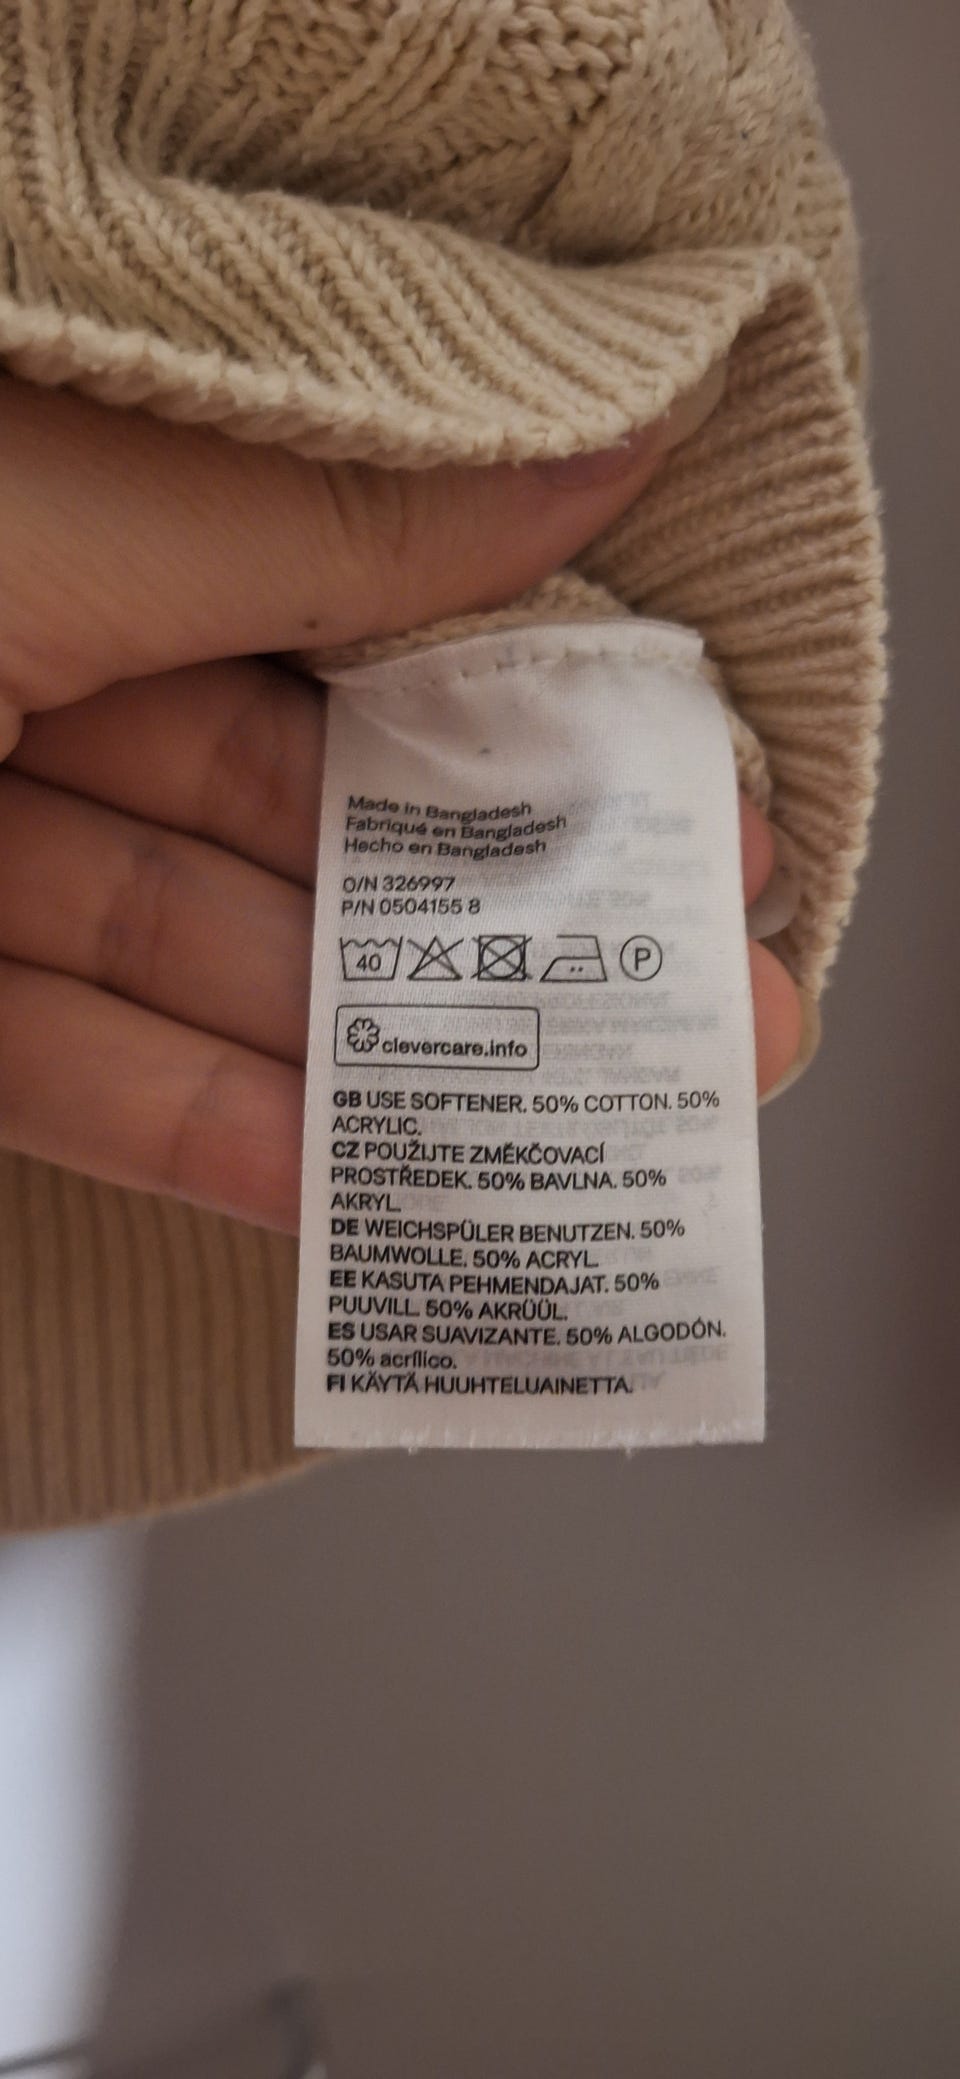 Made in Bangladesh
Fabriqué en Bangladesh
Hecho en Bangladesh
O/N 326997
P/N 0504155 8
40 P
clevercare.info
GB USE SOFTENER. 50% COTTON. 50%
ACRYLIC.
CZ POUŽIJTE ZMĚKČOVACÍ
PROSTŘEDEK. 50% BAVLNA. 50%
AKRYL.
DE WEICHSPÜLER BENUTZEN. 50%
BAUMWOLLE. 50% ACRYL.
EE KASUTA PEHMENDAJAT. 50%
PUUVILL. 50% AKRÜÜL.
ES USAR SUAVIZANTE. 50% ALGODÓN.
50% acrílico.
FI KÄYTÄ HUUHTELUAINETTA.